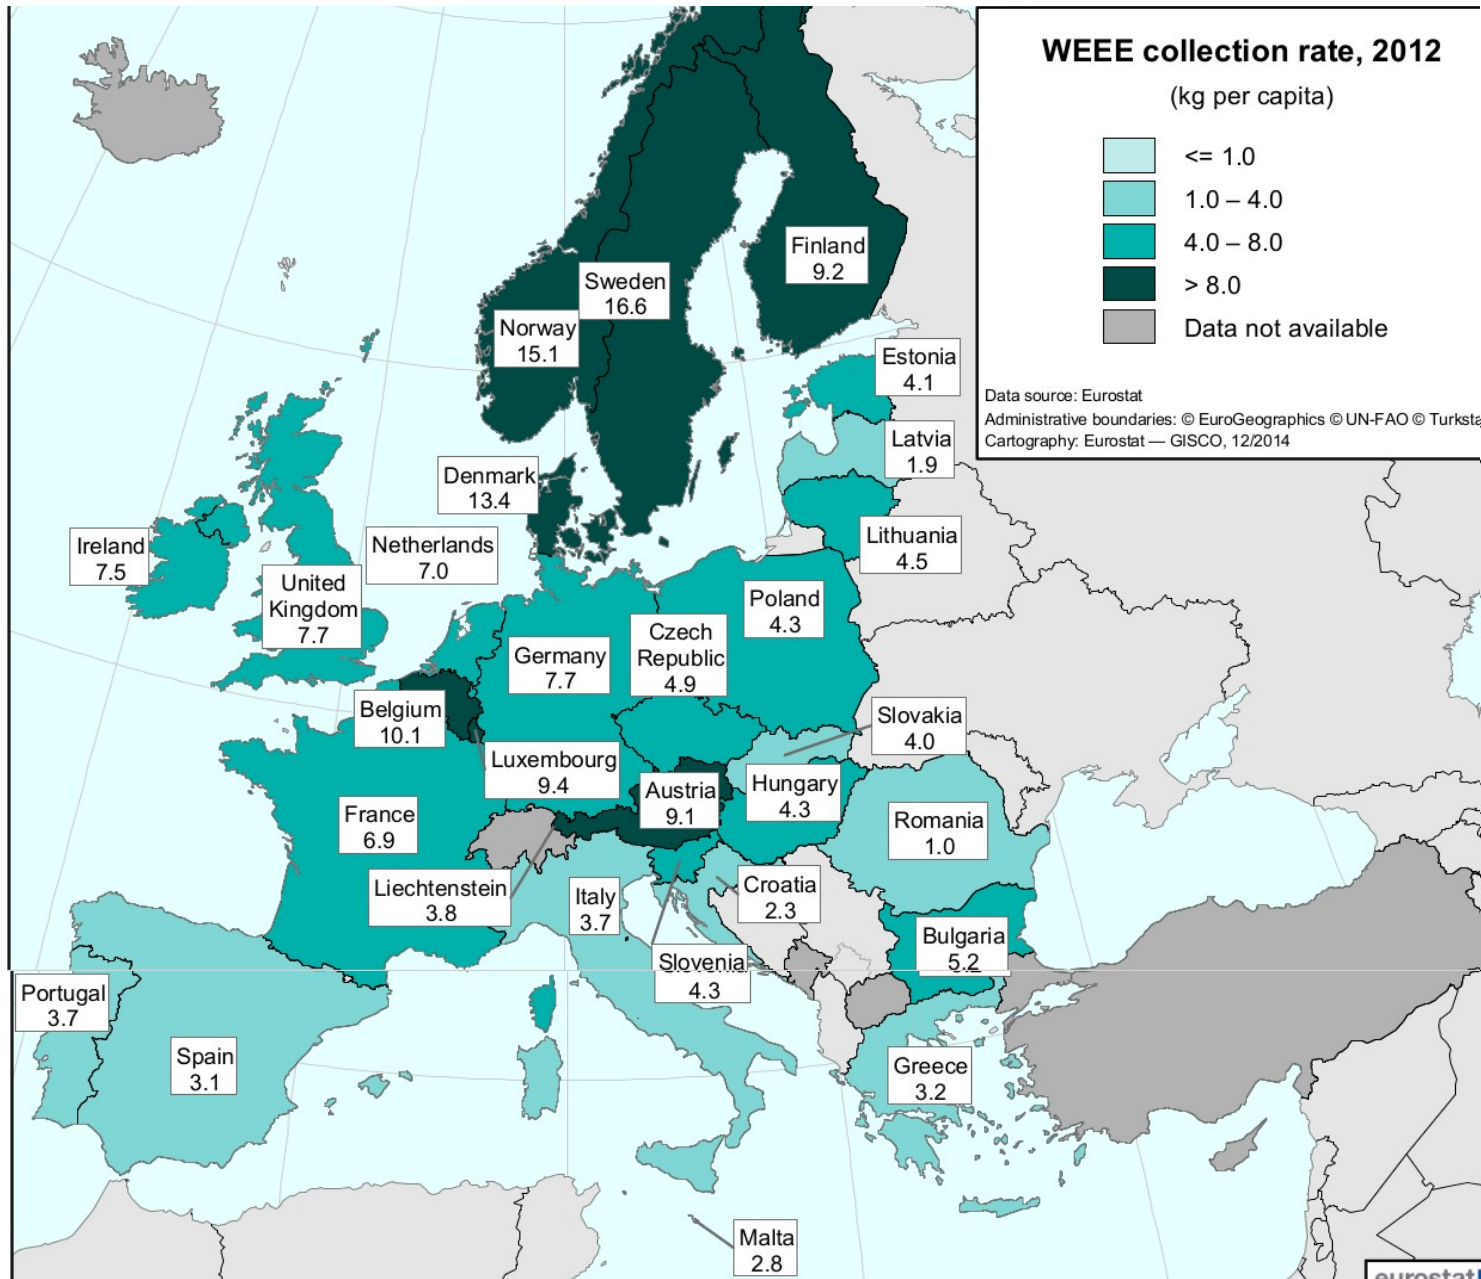 WEEE collection rate, 2012
(kg per capita)
<= 1.0
1.0 – 4.0
4.0 – 8.0
> 8.0
Data not available
Data source: Eurostat
Administrative boundaries: © EuroGeographics © UN-FAO ©
Cartography: Eurostat — GISCO, 12/2014
Finland
9.2
Sweden
16.6
Norway
15.1
Estonia
4.1
Latvia
1.9
Denmark
13.4
Lithuania
4.5
Ireland
7.5
Netherlands
7.0
United
Kingdom
7.7
Poland
4.3
Czech
Republic
4.9
Germany
7.7
Belgium
10.1
Slovakia
4.0
Luxembourg
9.4
Austria
9.1
Hungary
4.3
France
6.9
Romania
1.0
Liechtenstein
3.8
Italy
3.7
Croatia
2.3
Bulgaria
5.2
Slovenia
4.3
Portugal
3.7
Spain
3.1
Greece
3.2
Malta
2.8
eurostat